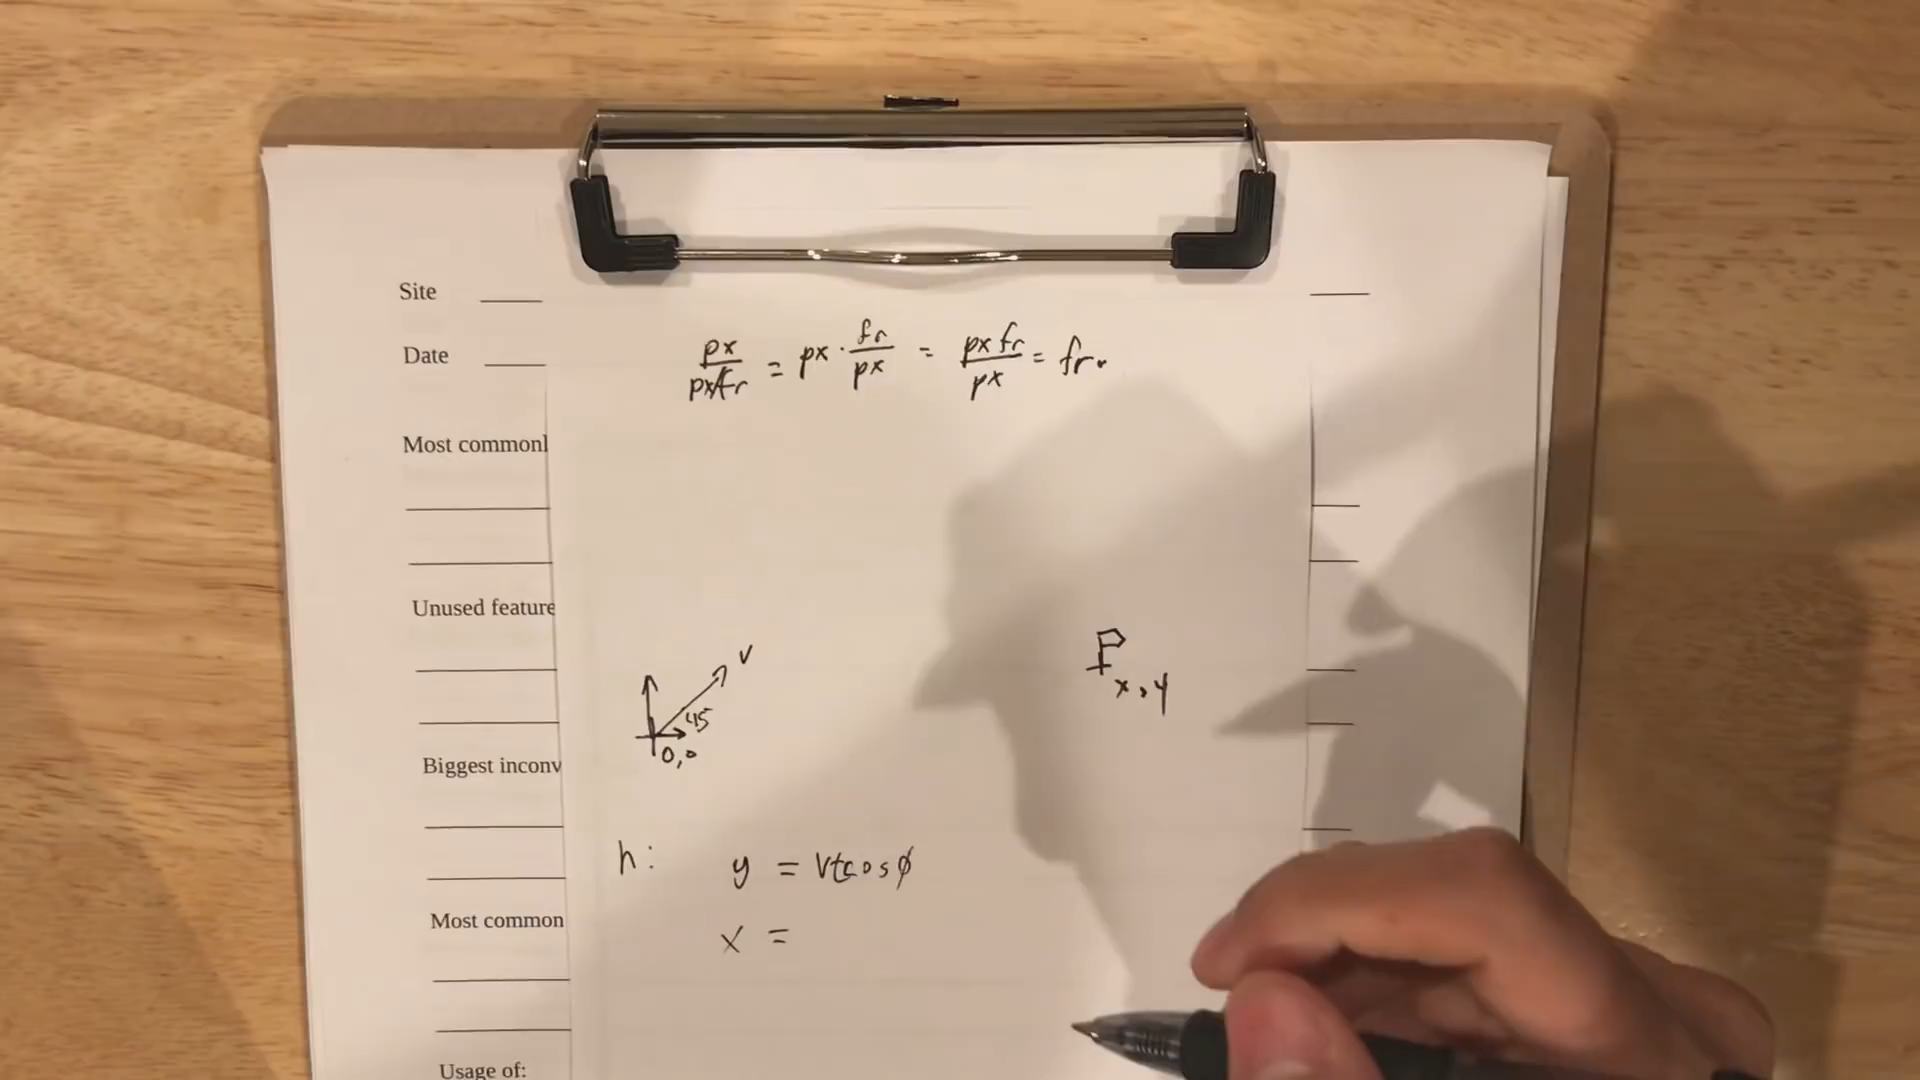 Site
px/px/fr = px · fr/px = px fr/px = fr.
Date
Most commonl
Unused feature
V
P x, y
45
0,0
Biggest inconv
h: y = vtcosϕ
Most common
x =
Usage of: